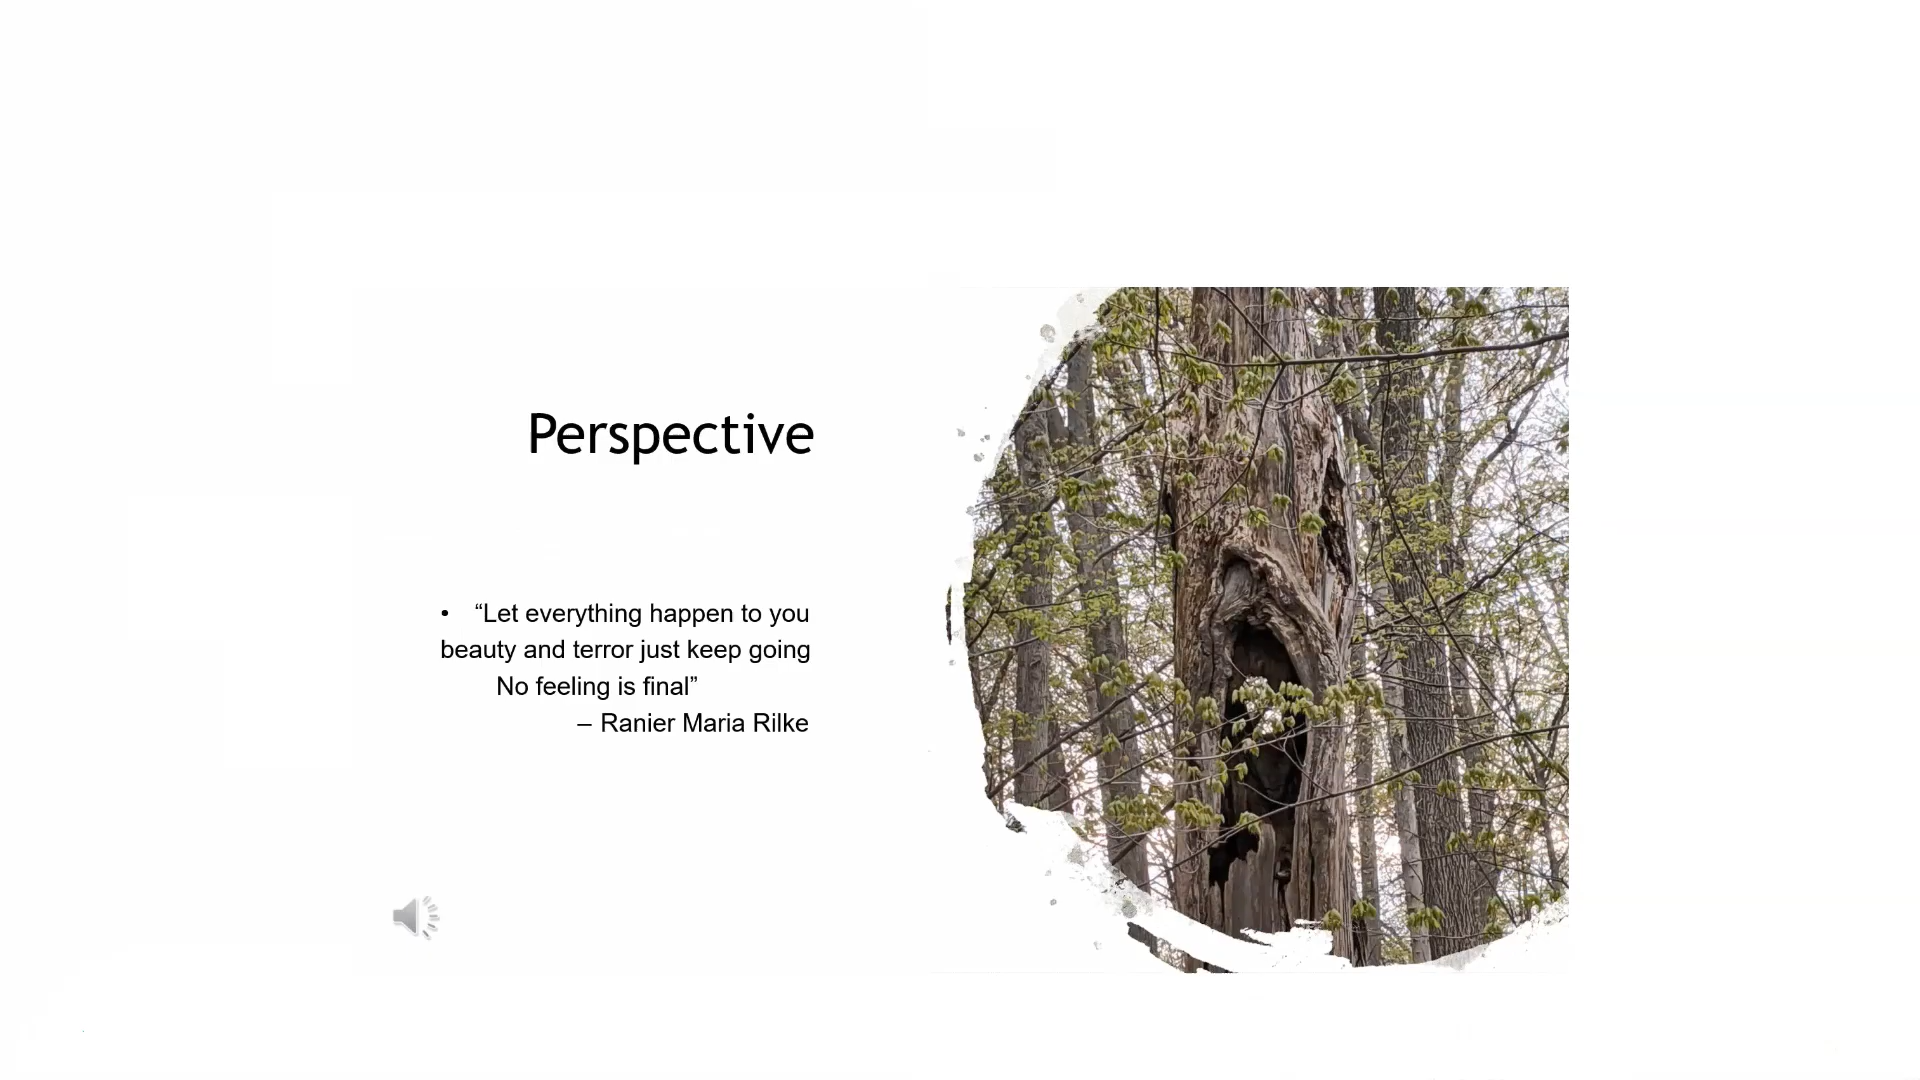 Perspective
• “Let everything happen to you
beauty and terror just keep going
No feeling is final”
– Ranier Maria Rilke